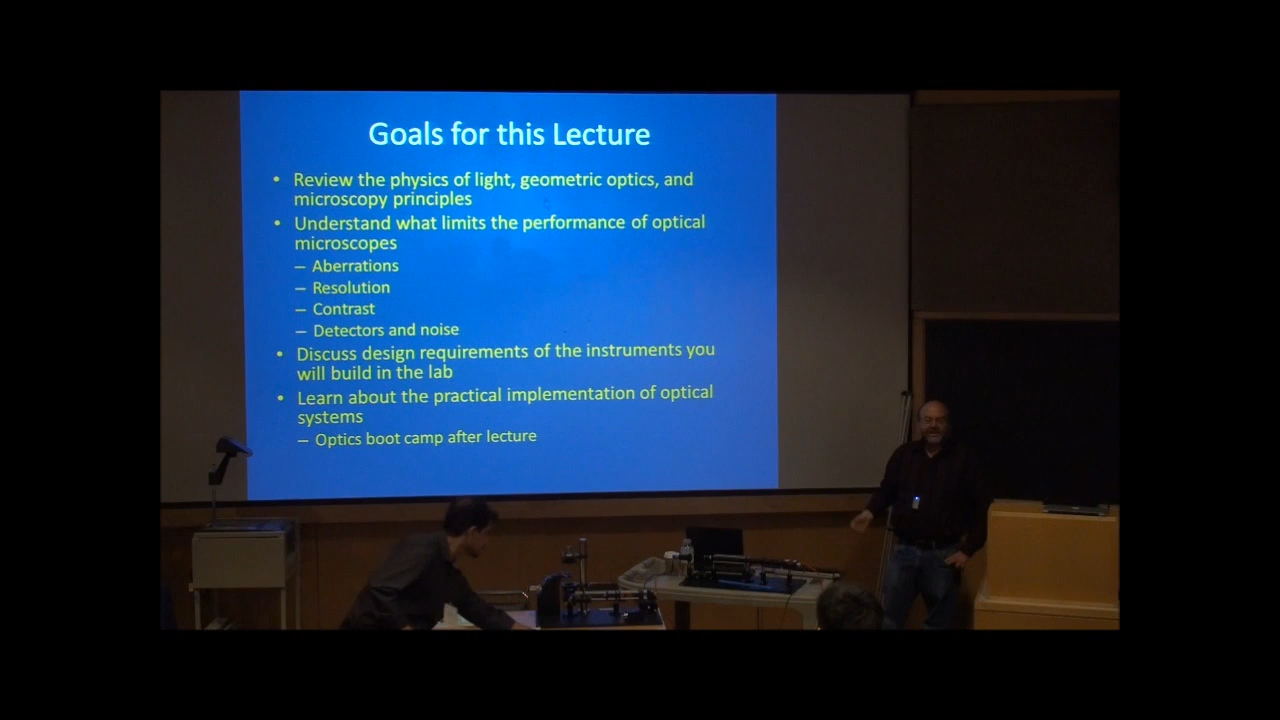 Goals for this Lecture
• Review the physics of light, geometric optics, and
microscopy principles
• Understand what limits the performance of optical
microscopes
– Aberrations
– Resolution
– Contrast
– Detectors and noise
• Discuss design requirements of the instruments you
will build in the lab
• Learn about the practical implementation of optical
systems
– Optics boot camp after lecture